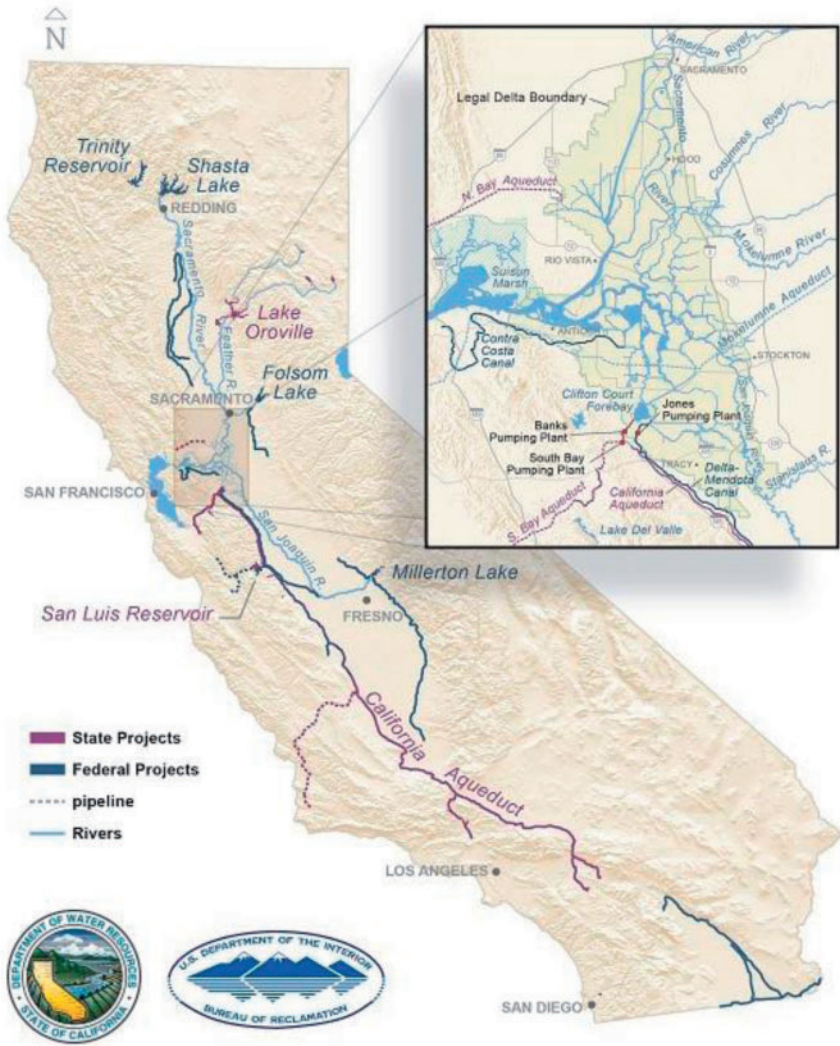 N
Trinity
Reservoir
Shasta
Lake
REDDING
Sacramento
River
Lake
Oroville
Feather R.
Folsom
Lake
SACRAMENTO
SAN FRANCISCO
San Joaquin R.
Millerton Lake
San Luis Reservoir
FRESNO
California
Aqueduct
LOS ANGELES
SAN DIEGO
State Projects
Federal Projects
pipeline
Rivers
American River
SACRAMENTO
Legal Delta Boundary
Sacramento
River
HOOD
Cosumnes River
N. Bay Aqueduct
Mokelumne River
RIO VISTA
Suisun
Marsh
Mokelumne Aqueduct
ANTIOCH
Contra
Costa
Canal
STOCKTON
Clifton Court
Forebay
Jones
Pumping Plant
Banks
Pumping Plant
South Bay
Pumping Plant
San Joaquin River
TRACY
Delta-
Mendota
Canal
Stanislaus R.
California
Aqueduct
S. Bay Aqueduct
Lake Del Valle
DEPARTMENT OF WATER RESOURCES
STATE OF CALIFORNIA
U.S. DEPARTMENT OF THE INTERIOR
BUREAU OF RECLAMATION